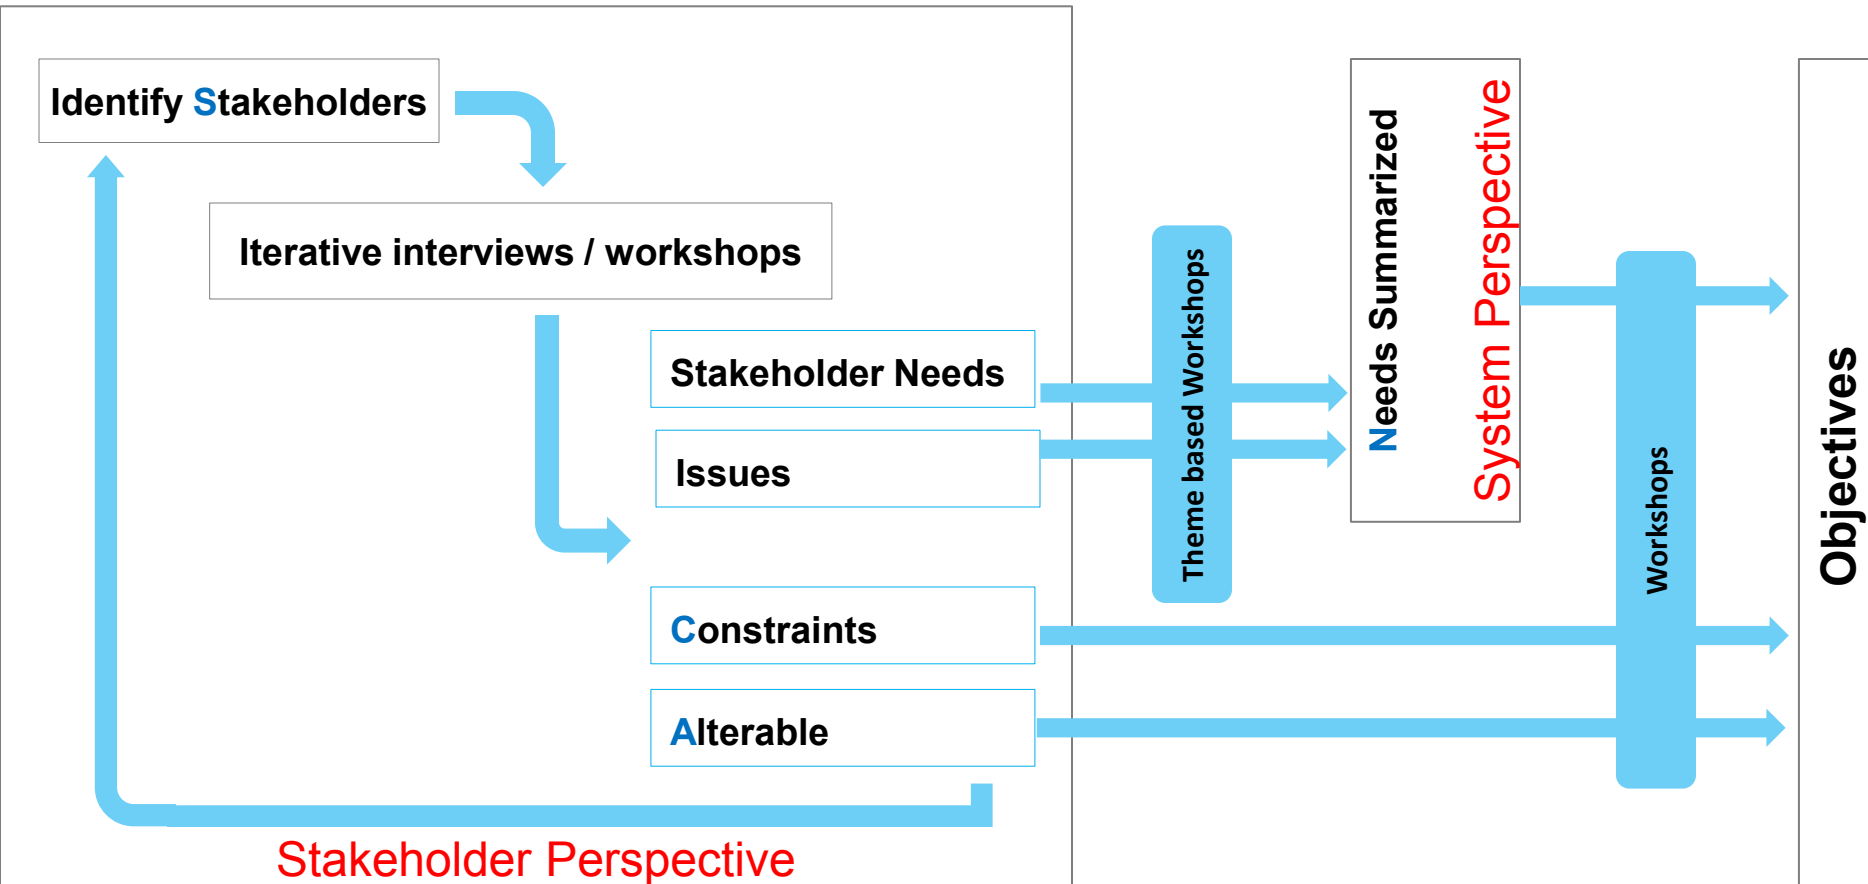 Identify Stakeholders
Iterative interviews / workshops
Stakeholder Needs
Issues
Constraints
Alterable
Stakeholder Perspective
Theme based Workshops
Needs Summarized
System Perspective
Workshops
Objectives